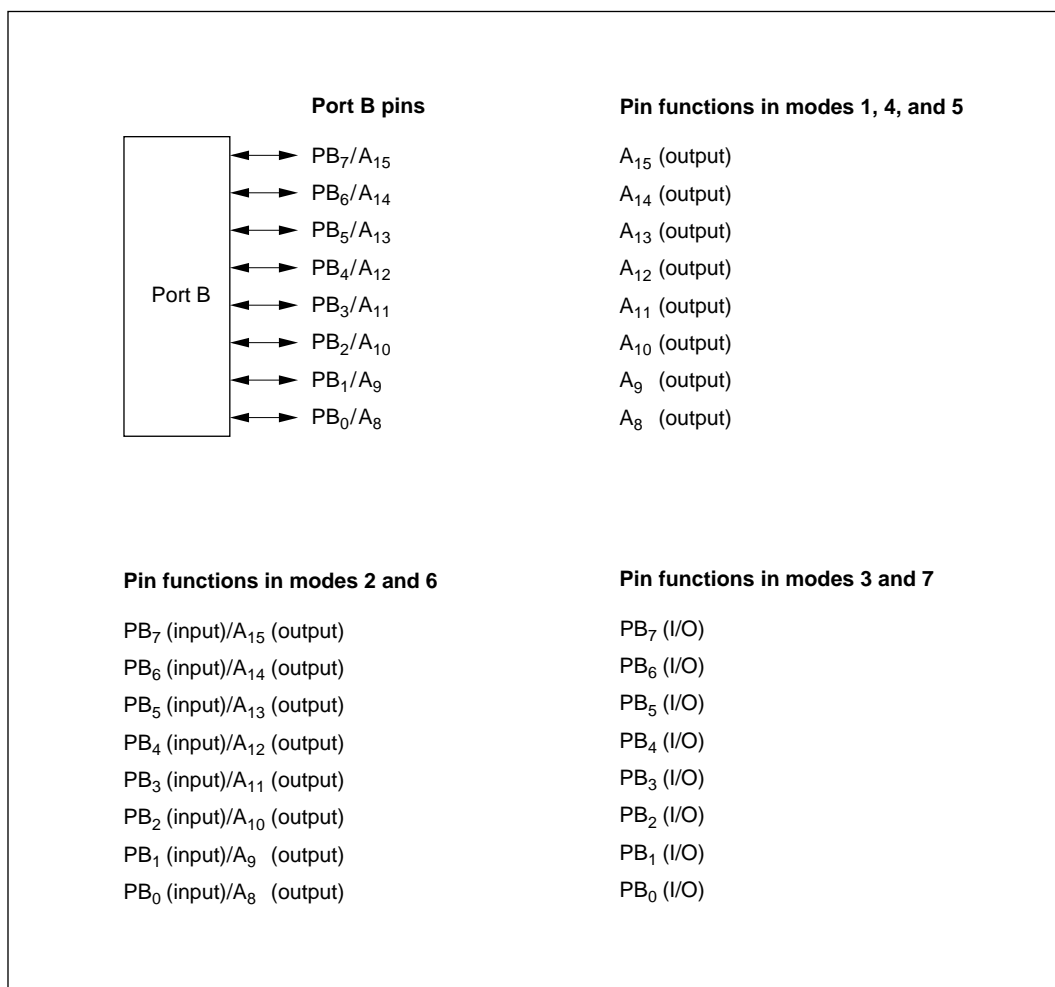 Port B pins
Pin functions in modes 1, 4, and 5
PB7/A15
A15 (output)
PB6/A14
A14 (output)
PB5/A13
A13 (output)
PB4/A12
A12 (output)
Port B
PB3/A11
A11 (output)
PB2/A10
A10 (output)
PB1/A9
A9 (output)
PB0/A8
A8 (output)
Pin functions in modes 2 and 6
PB7 (input)/A15 (output)
PB6 (input)/A14 (output)
PB5 (input)/A13 (output)
PB4 (input)/A12 (output)
PB3 (input)/A11 (output)
PB2 (input)/A10 (output)
PB1 (input)/A9 (output)
PB0 (input)/A8 (output)
Pin functions in modes 3 and 7
PB7 (I/O)
PB6 (I/O)
PB5 (I/O)
PB4 (I/O)
PB3 (I/O)
PB2 (I/O)
PB1 (I/O)
PB0 (I/O)